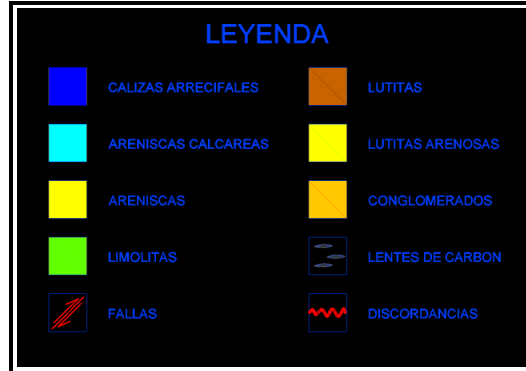 LEYENDA
CALIZAS ARRECIFALES
LUTITAS
ARENISCAS CALCAREAS
LUTITAS ARENOSAS
ARENISCAS
CONGLOMERADOS
LIMOLITAS
LENTES DE CARBON
FALLAS
DISCORDANCIAS